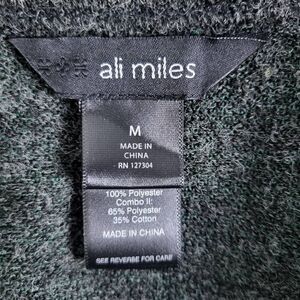 ali miles
M
MADE IN
CHINA
RN 127304
100% Polyester
Combo II:
65% Polyester
35% Cotton
MADE IN CHINA
SEE REVERSE FOR CARE